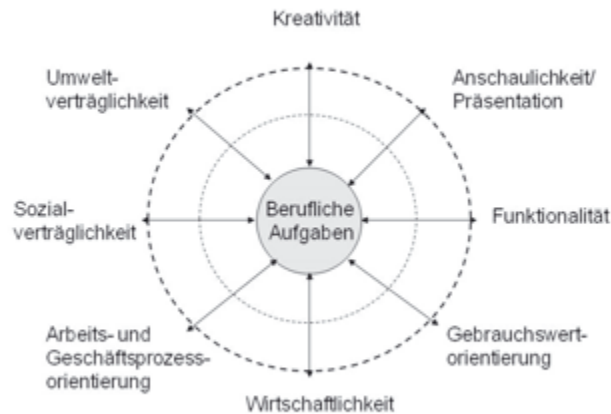 Kreativität
Umwelt-
verträglichkeit
Anschaulichkeit/
Präsentation
Sozial-
verträglichkeit
Berufliche
Aufgaben
Funktionalität
Arbeits- und
Geschäftsprozess-
orientierung
Gebrauchswert-
orientierung
Wirtschaftlichkeit